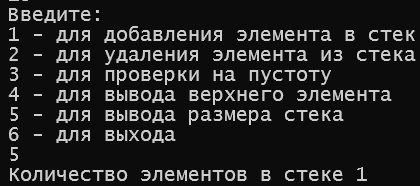 Введите:
1 - для добавления элемента в стек
2 - для удаления элемента из стека
3 - для проверки на пустоту
4 - для вывода верхнего элемента
5 - для вывода размера стека
6 - для выхода
5
Количество элементов в стеке 1